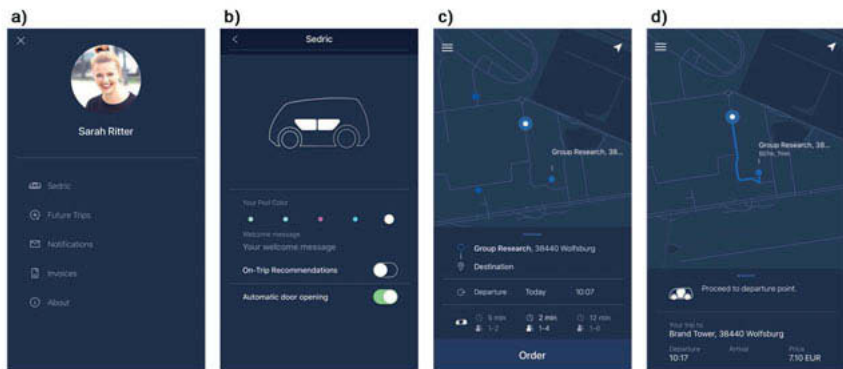 a)
Sarah Ritter
Sedric
Future Trips
Notifications
Invoices
About
b)
Sedric
Your Pod Color
Welcome message
Your welcome message
On-Trip Recommendations
Automatic door opening
c)
Group Research, 38...
Group Research, 38440 Wolfsburg
Destination
Departure Today 10:07
5 min 2 min 12 min
1-2 1-4 1-6
Order
d)
Group Research, 38...
Proceed to departure point.
Your trip to
Brand Tower, 38440 Wolfsburg
Departure Arrival Price
10:17 7.10 EUR